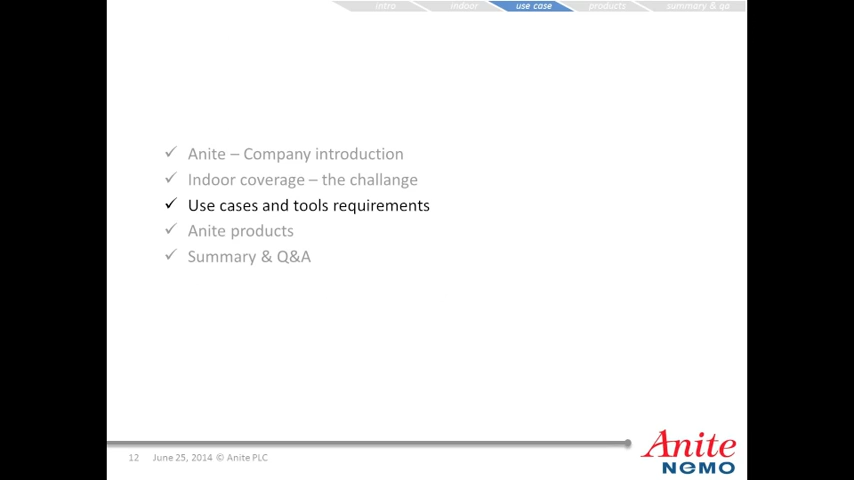 intro indoor use case products summary & qa
✓ Anite – Company introduction
✓ Indoor coverage – the challange
✓ Use cases and tools requirements
✓ Anite products
✓ Summary & Q&A
12 June 25, 2014 © Anite PLC
Anite
NEMO